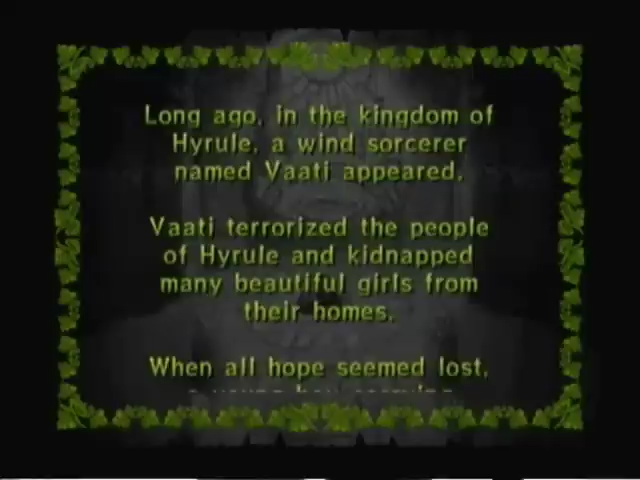 Long ago, in the kingdom of
Hyrule, a wind sorcerer
named Vaati appeared.
Vaati terrorized the people
of Hyrule and kidnapped
many beautiful girls from
their homes.
When all hope seemed lost,